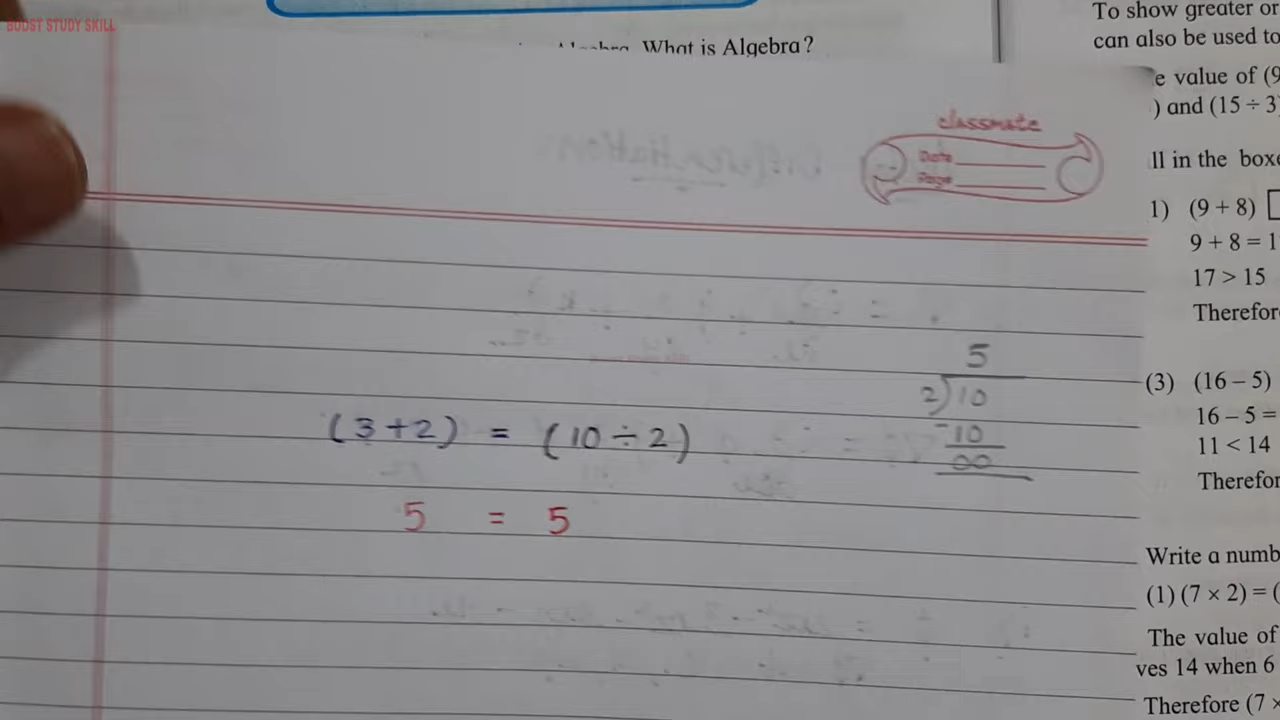 BOOST STUDY SKILL
What is Algebra?
To show greater or
can also be used to
e value of (9
) and (15 ÷ 3
classmate
Date
Page
ll in the boxe
1) (9 + 8)
9 + 8 = 1
17 > 15
Therefor
5
2)10
-10
00
(3 + 2) = (10 ÷ 2)
5 = 5
(3) (16 – 5)
16 – 5 =
11 < 14
Therefor
Write a numb
(1) (7 × 2) = (
The value of
ves 14 when 6
Therefore (7 ×